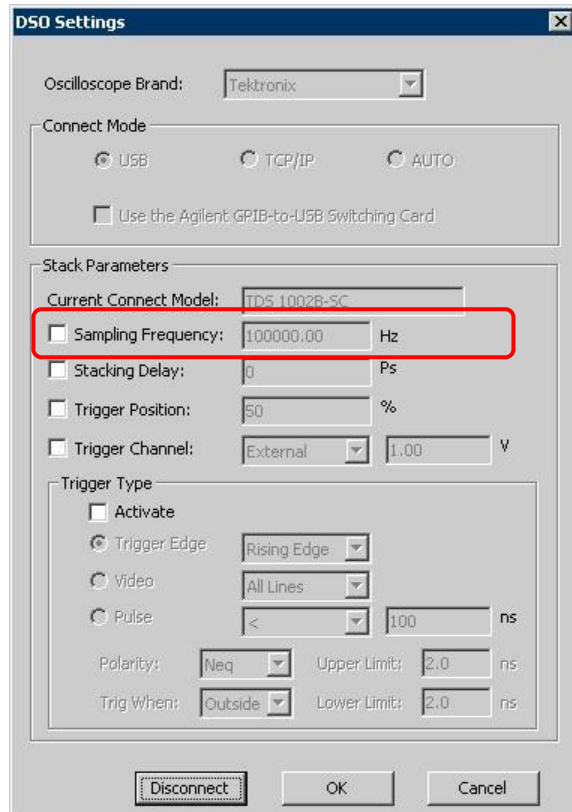 DSO Settings
Oscilloscope Brand: Tektronix
Connect Mode
USB TCP/IP AUTO
Use the Agilent GPIB-to-USB Switching Card
Stack Parameters
Current Connect Model: TDS 1002B-SC
Sampling Frequency: 100000.00 Hz
Stacking Delay: 0 Ps
Trigger Position: 50 %
Trigger Channel: External 1.00 V
Trigger Type
Activate
Trigger Edge Rising Edge
Video All Lines
Pulse < 100 ns
Polarity: Neq Upper Limit: 2.0 ns
Trig When: Outside Lower Limit: 2.0 ns
Disconnect OK Cancel